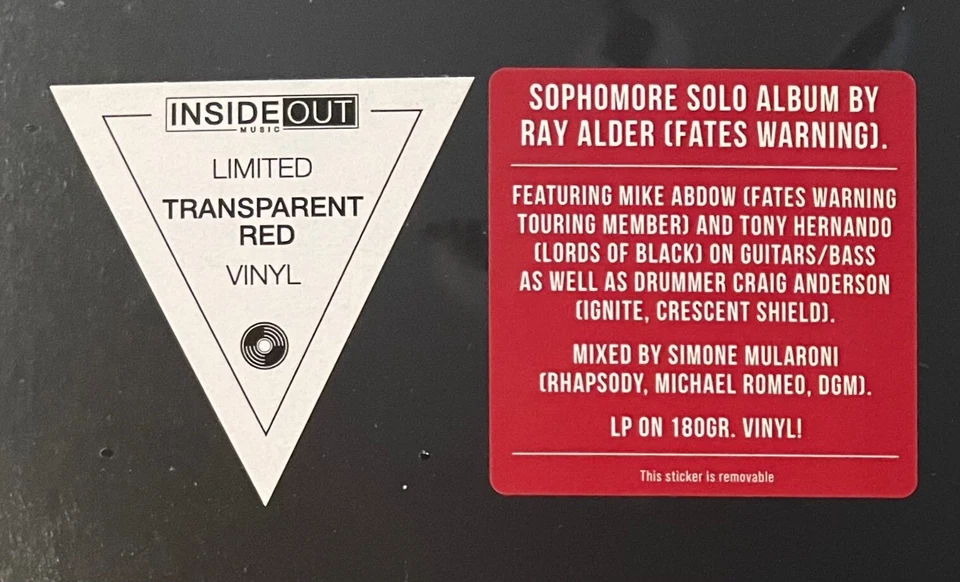 INSIDEOUT
MUSIC
LIMITED
TRANSPARENT
RED
VINYL
SOPHOMORE SOLO ALBUM BY
RAY ALDER (FATES WARNING).
FEATURING MIKE ABDOW (FATES WARNING
TOURING MEMBER) AND TONY HERNANDO
(LORDS OF BLACK) ON GUITARS/BASS
AS WELL AS DRUMMER CRAIG ANDERSON
(IGNITE, CRESCENT SHIELD).
MIXED BY SIMONE MULARONI
(RHAPSODY, MICHAEL ROMEO, DGM).
LP ON 180GR. VINYL!
This sticker is removable